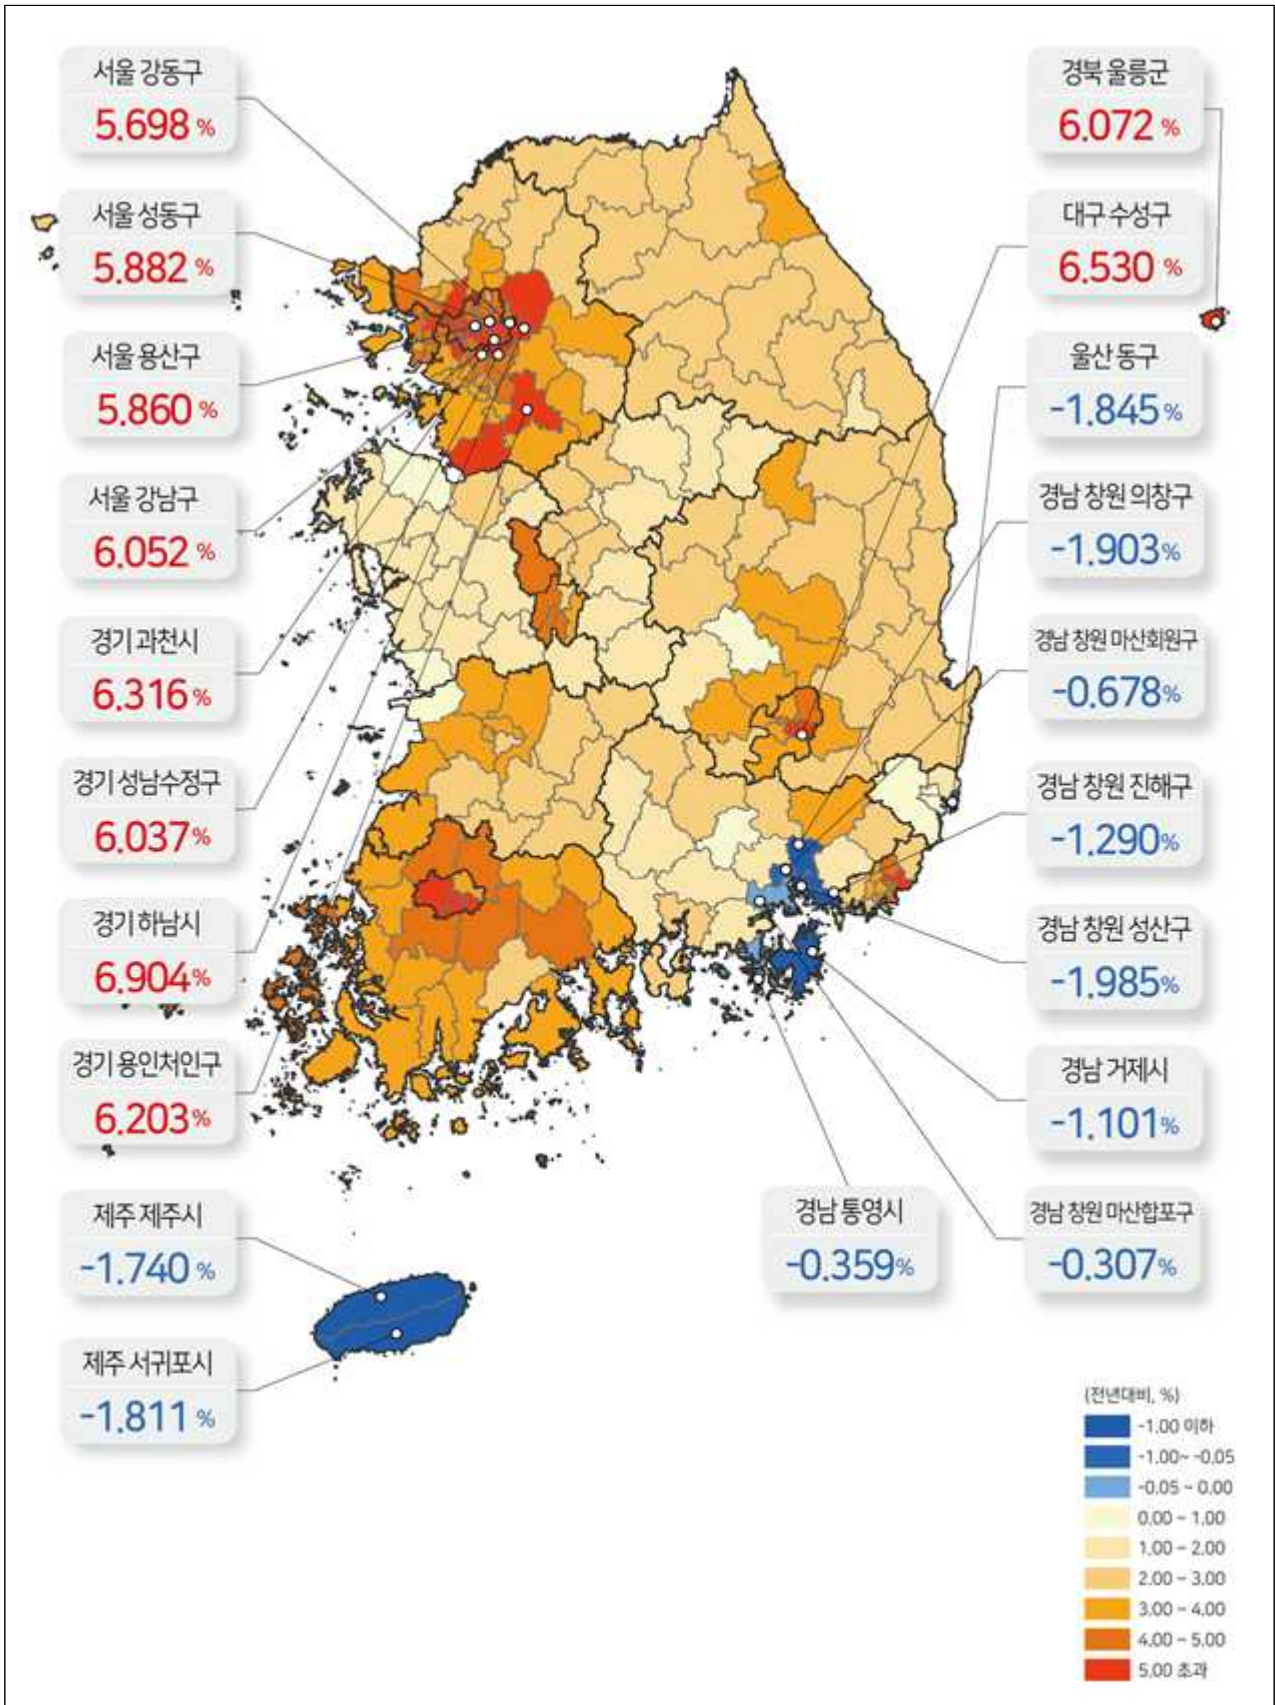 서울 강동구
5.698 %
서울 성동구
5.882 %
서울 용산구
5.860 %
서울 강남구
6.052 %
경기 과천시
6.316 %
경기 성남수정구
6.037%
경기 하남시
6.904%
경기 용인처인구
6.203%
제주 제주시
-1.740 %
제주 서귀포시
-1.811 %
경북 울릉군
6.072 %
대구 수성구
6.530 %
울산 동구
-1.845%
경남 창원 의창구
-1.903%
경남 창원 마산회원구
-0.678%
경남 창원 진해구
-1.290%
경남 창원 성산구
-1.985%
경남 거제시
-1.101%
경남 통영시
-0.359%
경남 창원 마산합포구
-0.307%
(전년대비, %)
-1.00 이하
-1.00~ -0.05
-0.05 ~ 0.00
0.00 ~ 1.00
1.00 ~ 2.00
2.00 ~ 3.00
3.00 ~ 4.00
4.00 ~ 5.00
5.00 초과